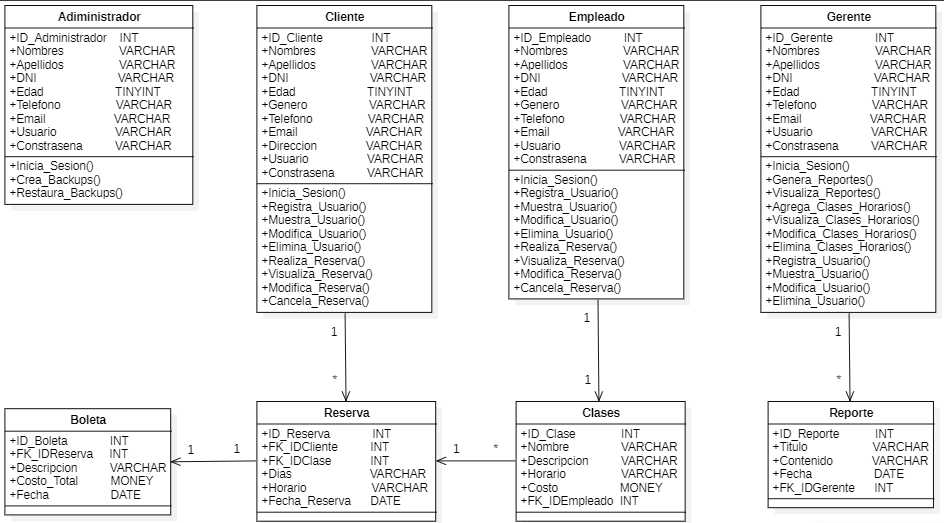 Adiministrador
+ID_Administrador INT
+Nombres VARCHAR
+Apellidos VARCHAR
+DNI VARCHAR
+Edad TINYINT
+Telefono VARCHAR
+Email VARCHAR
+Usuario VARCHAR
+Constrasena VARCHAR
+Inicia_Sesion()
+Crea_Backups()
+Restaura_Backups()
Cliente
+ID_Cliente INT
+Nombres VARCHAR
+Apellidos VARCHAR
+DNI VARCHAR
+Edad TINYINT
+Genero VARCHAR
+Telefono VARCHAR
+Email VARCHAR
+Direccion VARCHAR
+Usuario VARCHAR
+Constrasena VARCHAR
+Inicia_Sesion()
+Registra_Usuario()
+Muestra_Usuario()
+Modifica_Usuario()
+Elimina_Usuario()
+Realiza_Reserva()
+Visualiza_Reserva()
+Modifica_Reserva()
+Cancela_Reserva()
Empleado
+ID_Empleado INT
+Nombres VARCHAR
+Apellidos VARCHAR
+DNI VARCHAR
+Edad TINYINT
+Genero VARCHAR
+Telefono VARCHAR
+Email VARCHAR
+Usuario VARCHAR
+Constrasena VARCHAR
+Inicia_Sesion()
+Registra_Usuario()
+Muestra_Usuario()
+Modifica_Usuario()
+Elimina_Usuario()
+Realiza_Reserva()
+Visualiza_Reserva()
+Modifica_Reserva()
+Cancela_Reserva()
Gerente
+ID_Gerente INT
+Nombres VARCHAR
+Apellidos VARCHAR
+DNI VARCHAR
+Edad TINYINT
+Telefono VARCHAR
+Email VARCHAR
+Usuario VARCHAR
+Constrasena VARCHAR
+Inicia_Sesion()
+Genera_Reportes()
+Visualiza_Reportes()
+Agrega_Clases_Horarios()
+Visualiza_Clases_Horarios()
+Modifica_Clases_Horarios()
+Elimina_Clases_Horarios()
+Registra_Usuario()
+Muestra_Usuario()
+Modifica_Usuario()
+Elimina_Usuario()
1
*
1
1
1
*
Boleta
+ID_Boleta INT
+FK_IDReserva INT
+Descripcion VARCHAR
+Costo_Total MONEY
+Fecha DATE
1
1
Reserva
+ID_Reserva INT
+FK_IDCliente INT
+FK_IDClase INT
+Dias VARCHAR
+Horario VARCHAR
+Fecha_Reserva DATE
1
*
Clases
+ID_Clase INT
+Nombre VARCHAR
+Descripcion VARCHAR
+Horario VARCHAR
+Costo MONEY
+FK_IDEmpleado INT
Reporte
+ID_Reporte INT
+Titulo VARCHAR
+Contenido VARCHAR
+Fecha DATE
+FK_IDGerente INT